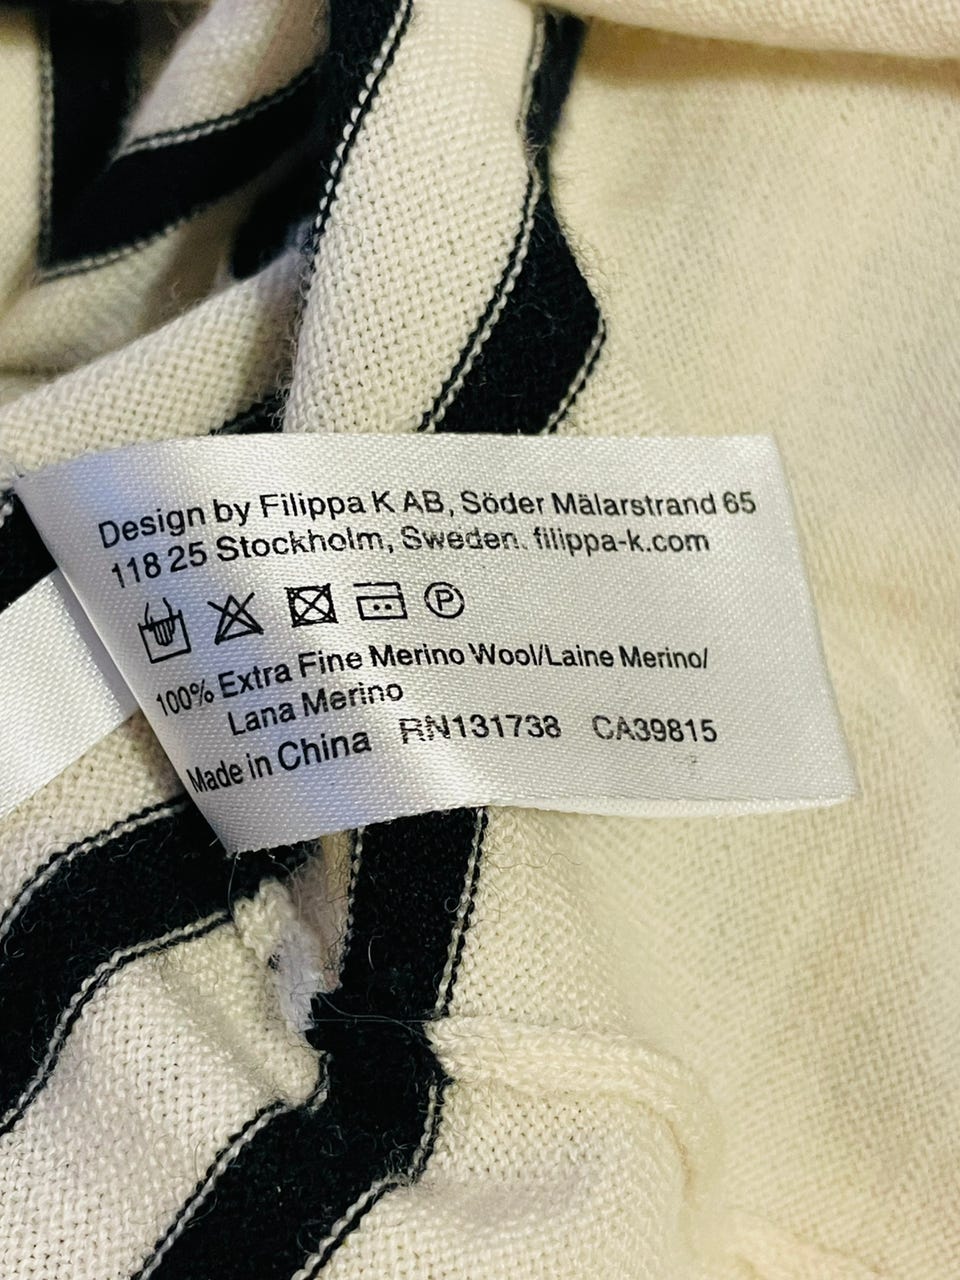 Design by Filippa K AB, Söder Mälarstrand 65
118 25 Stockholm, Sweden. filippa-k.com
P
100% Extra Fine Merino Wool/Laine Merino/
Lana Merino
Made in China RN131738 CA39815